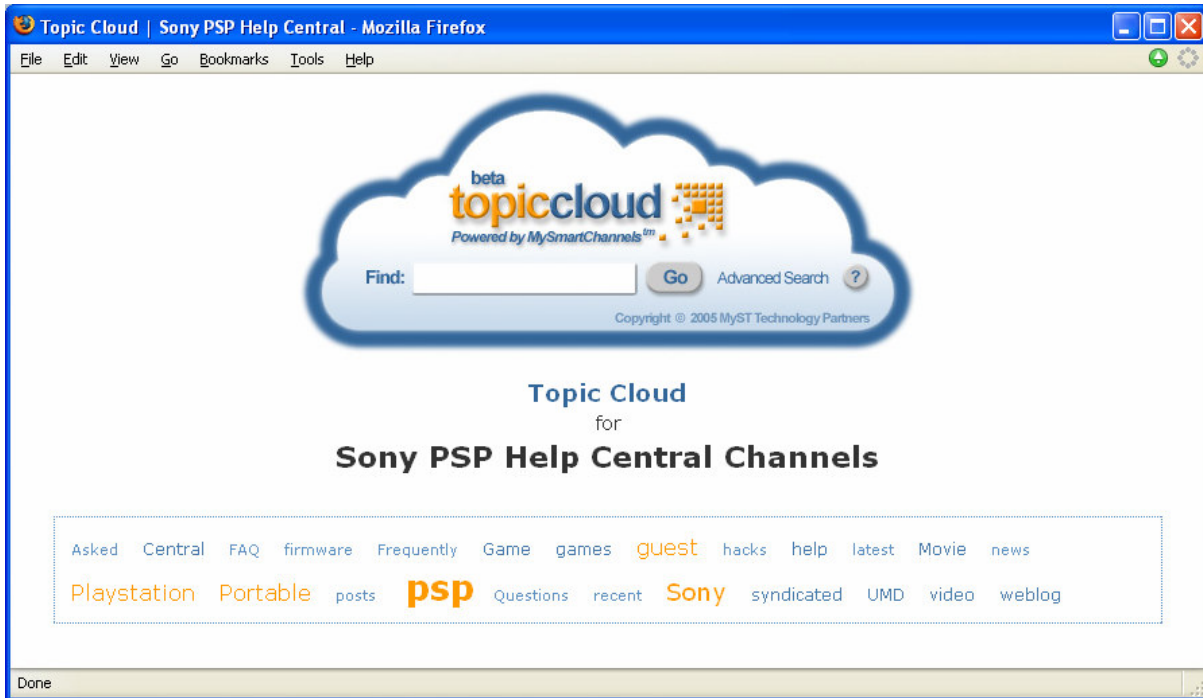 Topic Cloud | Sony PSP Help Central - Mozilla Firefox
File Edit View Go Bookmarks Tools Help
beta
topiccloud
Powered by MySmartChannels tm
Find: Go Advanced Search ?
Copyright © 2005 MyST Technology Partners
Topic Cloud
for
Sony PSP Help Central Channels
Asked Central FAQ firmware Frequently Game games guest hacks help latest Movie news
Playstation Portable posts psp Questions recent Sony syndicated UMD video weblog
Done